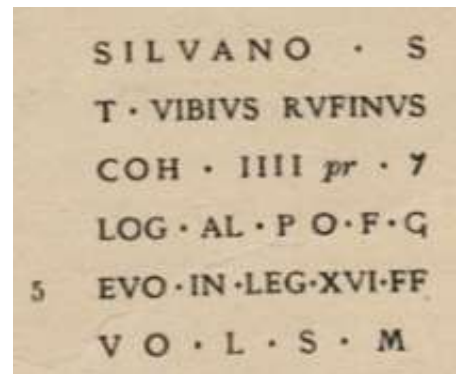 SILVANO · S
T · VIBIVS RVFINVS
COH · IIII pr · 7
LOG · AL · P O · F · G
5 EVO · IN · LEG · XVI · FF
V O · L · S · M